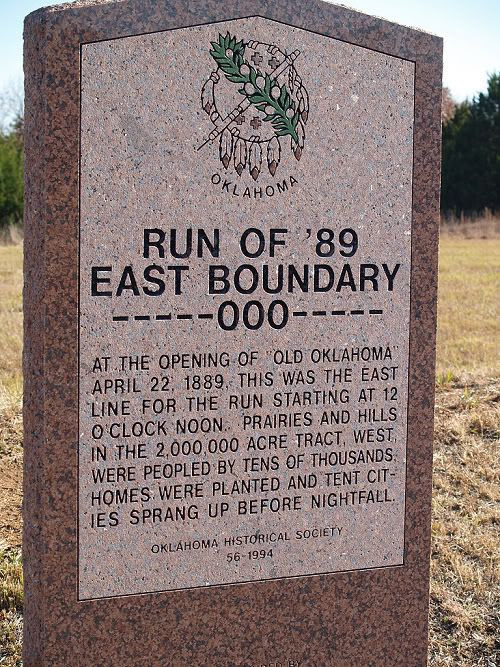 OKLAHOMA
RUN OF '89
EAST BOUNDARY
-----OOO-----
AT THE OPENING OF "OLD OKLAHOMA"
APRIL 22, 1889, THIS WAS THE EAST
LINE FOR THE RUN STARTING AT 12
O'CLOCK NOON. PRAIRIES AND HILLS
IN THE 2,000,000 ACRE TRACT, WEST,
WERE PEOPLED BY TENS OF THOUSANDS.
HOMES WERE PLANTED AND TENT CIT-
IES SPRANG UP BEFORE NIGHTFALL.
OKLAHOMA HISTORICAL SOCIETY
56-1994
BY